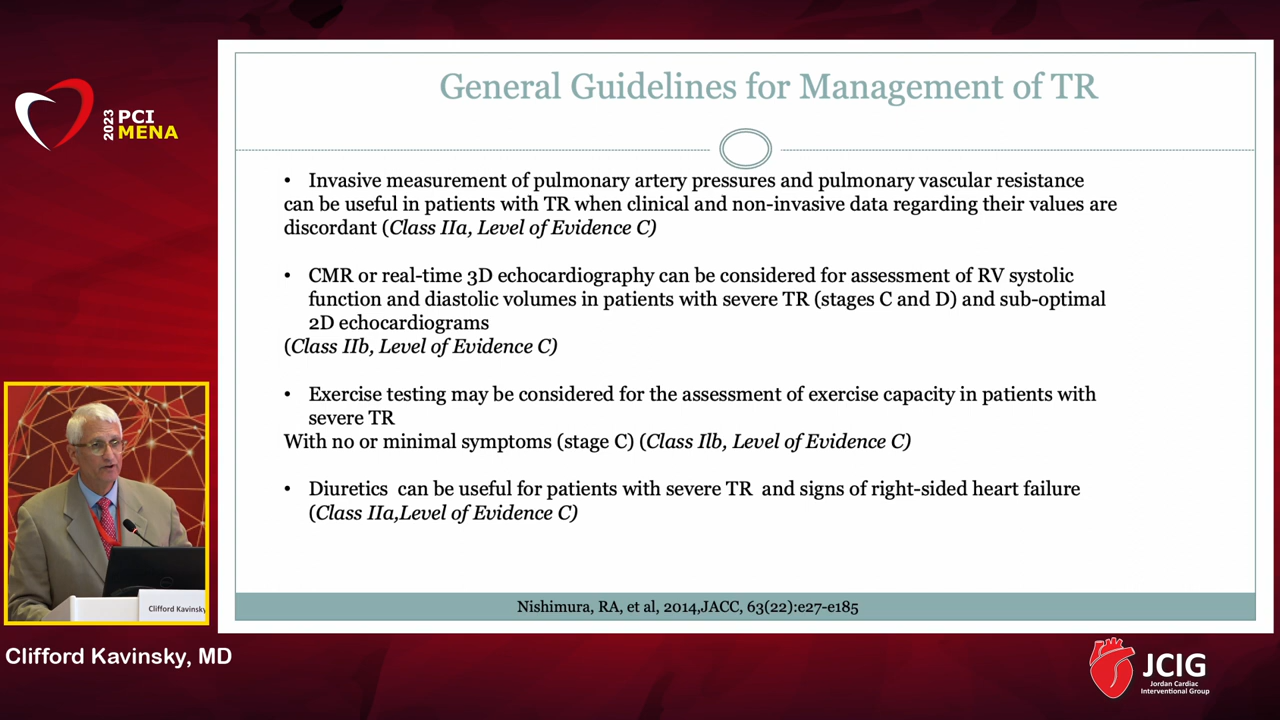 2023 PCI
MENA
General Guidelines for Management of TR
• Invasive measurement of pulmonary artery pressures and pulmonary vascular resistance
can be useful in patients with TR when clinical and non-invasive data regarding their values are
discordant (Class IIa, Level of Evidence C)
• CMR or real-time 3D echocardiography can be considered for assessment of RV systolic
function and diastolic volumes in patients with severe TR (stages C and D) and sub-optimal
2D echocardiograms
(Class IIb, Level of Evidence C)
• Exercise testing may be considered for the assessment of exercise capacity in patients with
severe TR
With no or minimal symptoms (stage C) (Class Ilb, Level of Evidence C)
• Diuretics can be useful for patients with severe TR and signs of right-sided heart failure
(Class IIa,Level of Evidence C)
Nishimura, RA, et al, 2014,JACC, 63(22):e27-e185
Clifford Kavinsky
Clifford Kavinsky, MD
JCIG
Jordan Cardiac
Interventional Group